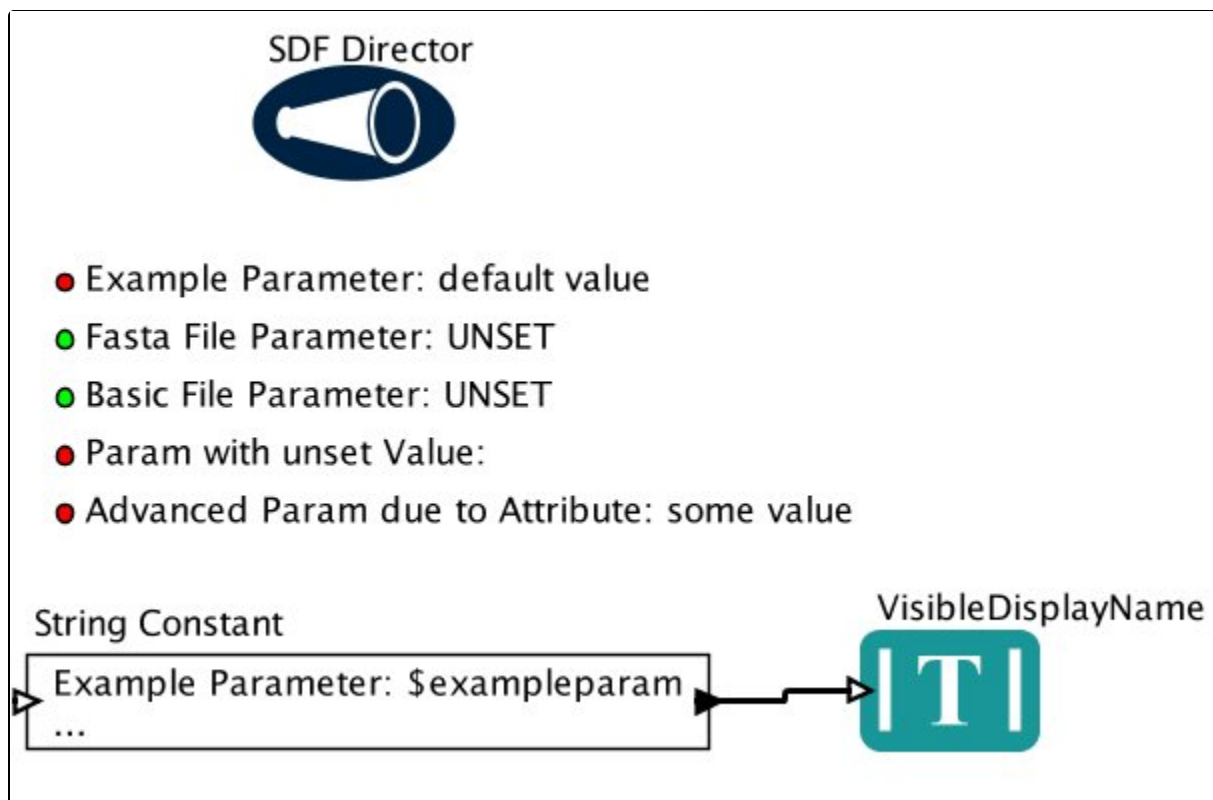 SDF Director
Example Parameter: default value
Fasta File Parameter: UNSET
Basic File Parameter: UNSET
Param with unset Value:
Advanced Param due to Attribute: some value
String Constant
Example Parameter: $exampleparam
...
VisibleDisplayName
T